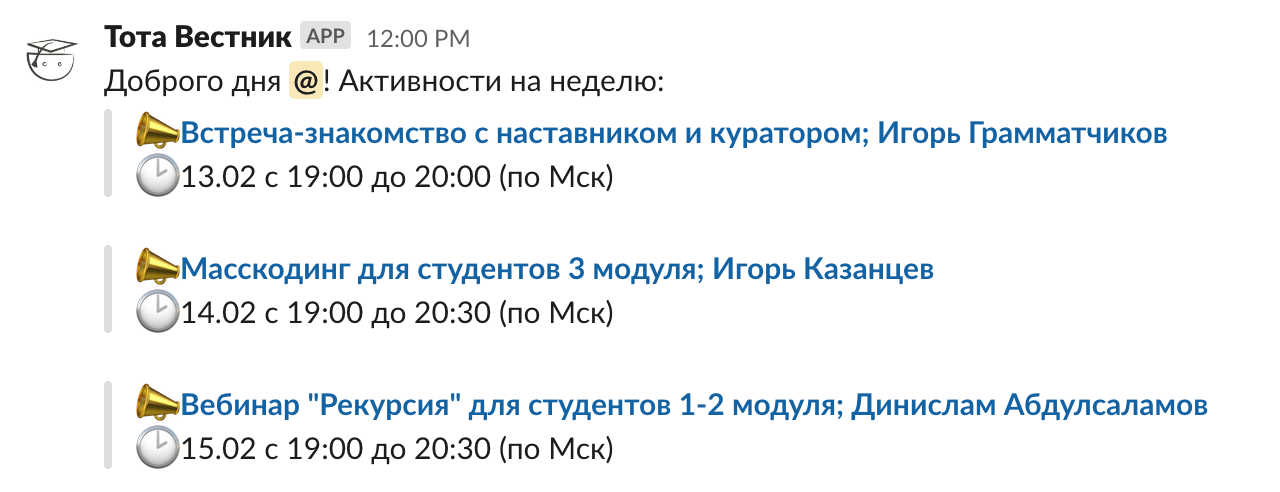 Тота Вестник APP 12:00 PM
Доброго дня @! Активности на неделю:
Встреча-знакомство с наставником и куратором; Игорь Грамматчиков
13.02 с 19:00 до 20:00 (по Мск)
Масскодинг для студентов 3 модуля; Игорь Казанцев
14.02 с 19:00 до 20:30 (по Мск)
Вебинар "Рекурсия" для студентов 1-2 модуля; Динислам Абдулсаламов
15.02 с 19:00 до 20:30 (по Мск)